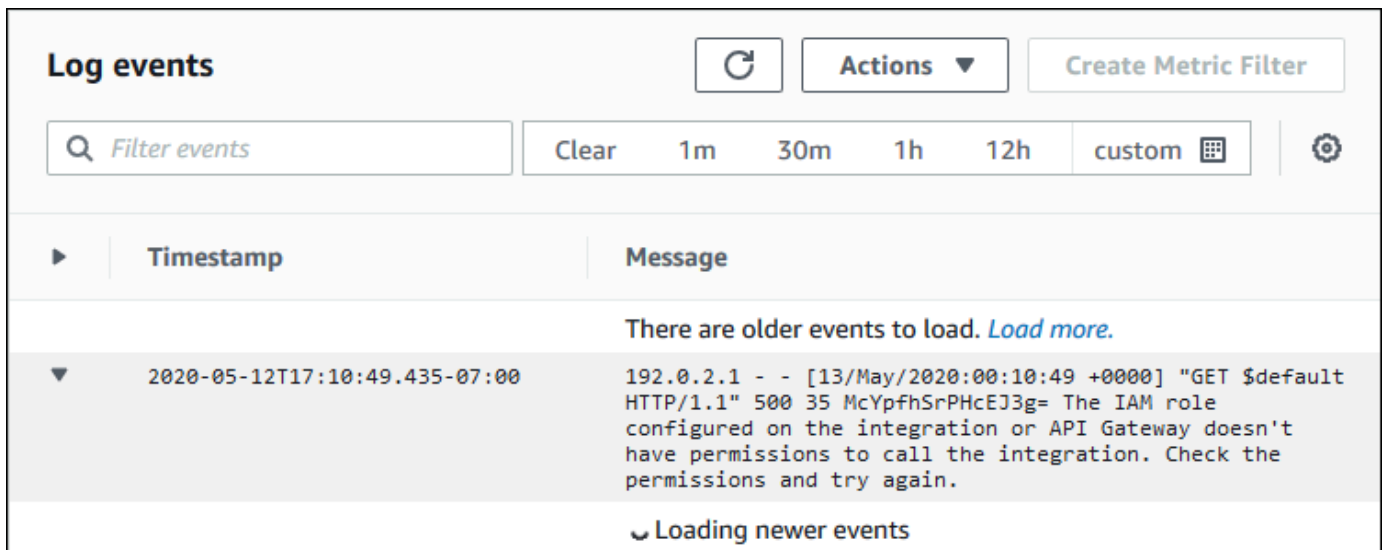 Log events
Actions
Create Metric Filter
Filter events
Clear 1m 30m 1h 12h custom
Timestamp Message
There are older events to load. Load more.
2020-05-12T17:10:49.435-07:00 192.0.2.1 - - [13/May/2020:00:10:49 +0000] "GET $default
HTTP/1.1" 500 35 McYpfhSrPHcEJ3g= The IAM role
configured on the integration or API Gateway doesn't
have permissions to call the integration. Check the
permissions and try again.
Loading newer events